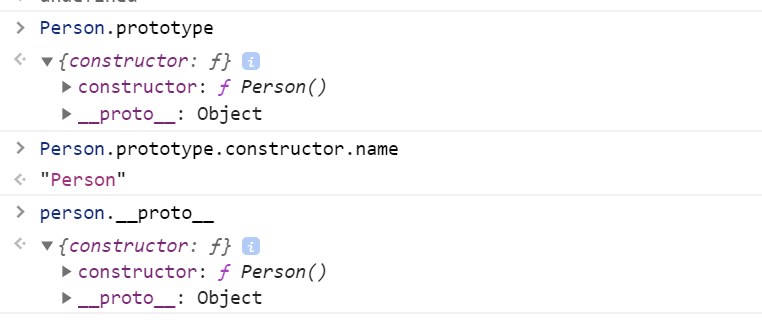 undefined
> Person.prototype
<· ▼{constructor: ƒ} i
▶constructor: ƒ Person()
▶__proto__: Object
> Person.prototype.constructor.name
<· "Person"
> person.__proto__
<· ▼{constructor: ƒ} i
▶constructor: ƒ Person()
▶__proto__: Object